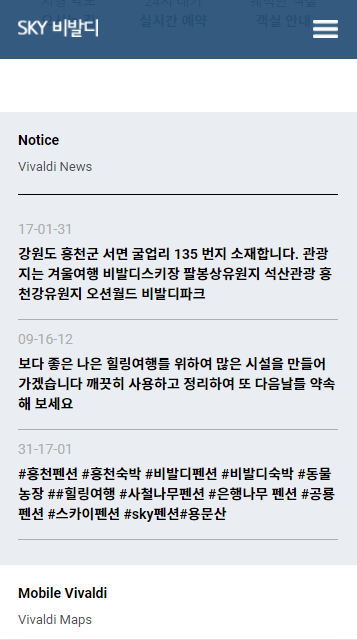 24시 대기
실시간 예약
객실 안내
SKY 비발디
Notice
Vivaldi News
17-01-31
강원도 홍천군 서면 굴업리 135 번지 소재합니다. 관광
지는 겨울여행 비발디스키장 팔봉상유원지 석산관광 홍
천강유원지 오션월드 비발디파크
09-16-12
보다 좋은 나은 힐링여행틀 위하여 많은 시설을 만들어
가겠습니다 깨끗히 사용하고 정리하여 또 다음날틀 약속
해 보세요
31-17-01
#홍천펜션 #홍천숙박 #비발디펜션 #비발디숙박 #동물
농장 ##힐링여행 #사철나무펜션 #은행나무 펜션 #공룡
펜션 #스카이펜션 #sky펜션#용문산
Mobile Vivaldi
Vivaldi Maps